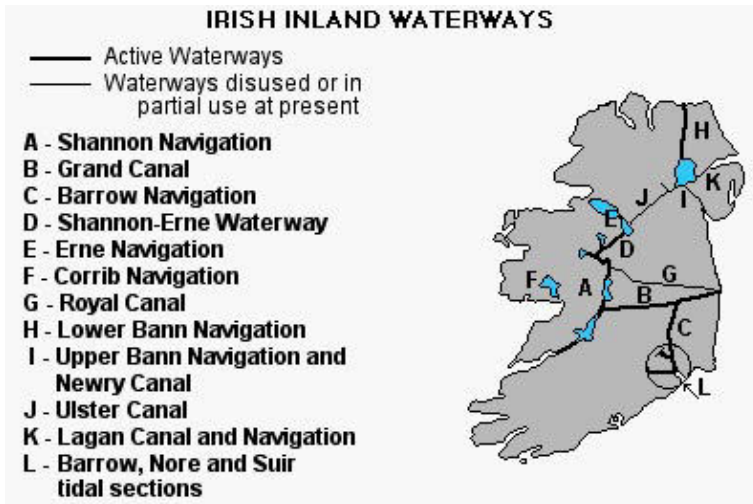 IRISH INLAND WATERWAYS
Active Waterways
Waterways disused or in
partial use at present
A - Shannon Navigation
B - Grand Canal
C - Barrow Navigation
D - Shannon-Erne Waterway
E - Erne Navigation
F - Corrib Navigation
G - Royal Canal
H - Lower Bann Navigation
I - Upper Bann Navigation and
Newry Canal
J - Ulster Canal
K - Lagan Canal and Navigation
L - Barrow, Nore and Suir
tidal sections
H
K
J
I
E
D
G
F
A
B
C
L